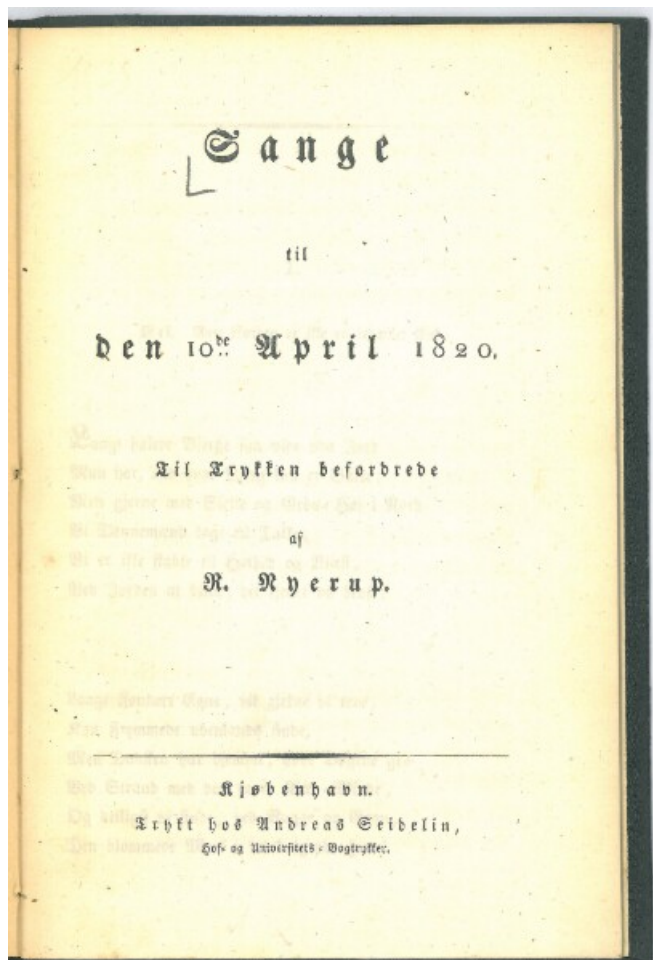 Sange
til
den 10de April 1820.
Til Trykken befordrede
af
R. Nyerup.
Kjøbenhavn.
Trykt hos Andreas Seidelin,
Hof- og Universitets-Bogtrykker.